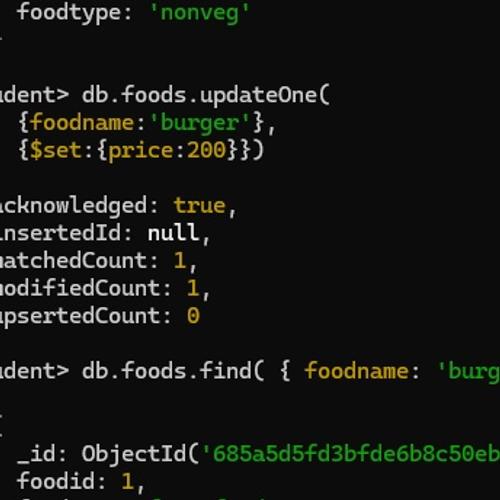 foodtype: 'nonveg'
udent> db.foods.updateOne(
{foodname:'burger'},
{$set:{price:200}})
acknowledged: true,
insertedId: null,
matchedCount: 1,
modifiedCount: 1,
upsertedCount: 0
udent> db.foods.find( { foodname: 'burg
_id: ObjectId('685a5d5fd3bfde6b8c50eb
foodid: 1,